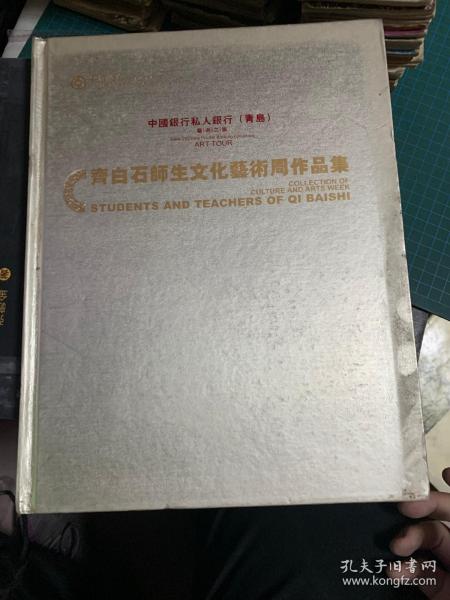 中國銀行私人銀行（青島）
藝術之旅
ART TOUR
齊白石師生文化藝術周作品集
COLLECTION OF
CULTURE AND ARTS WEEK
STUDENTS AND TEACHERS OF QI BAISHI
孔夫子旧书网
www.kongfz.com